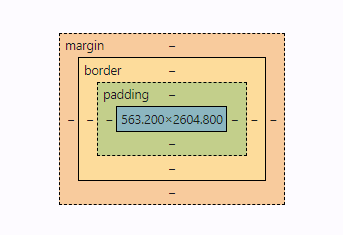 margin –
border –
padding –
– – – 563.200×2604.800 – – –
–
–
–